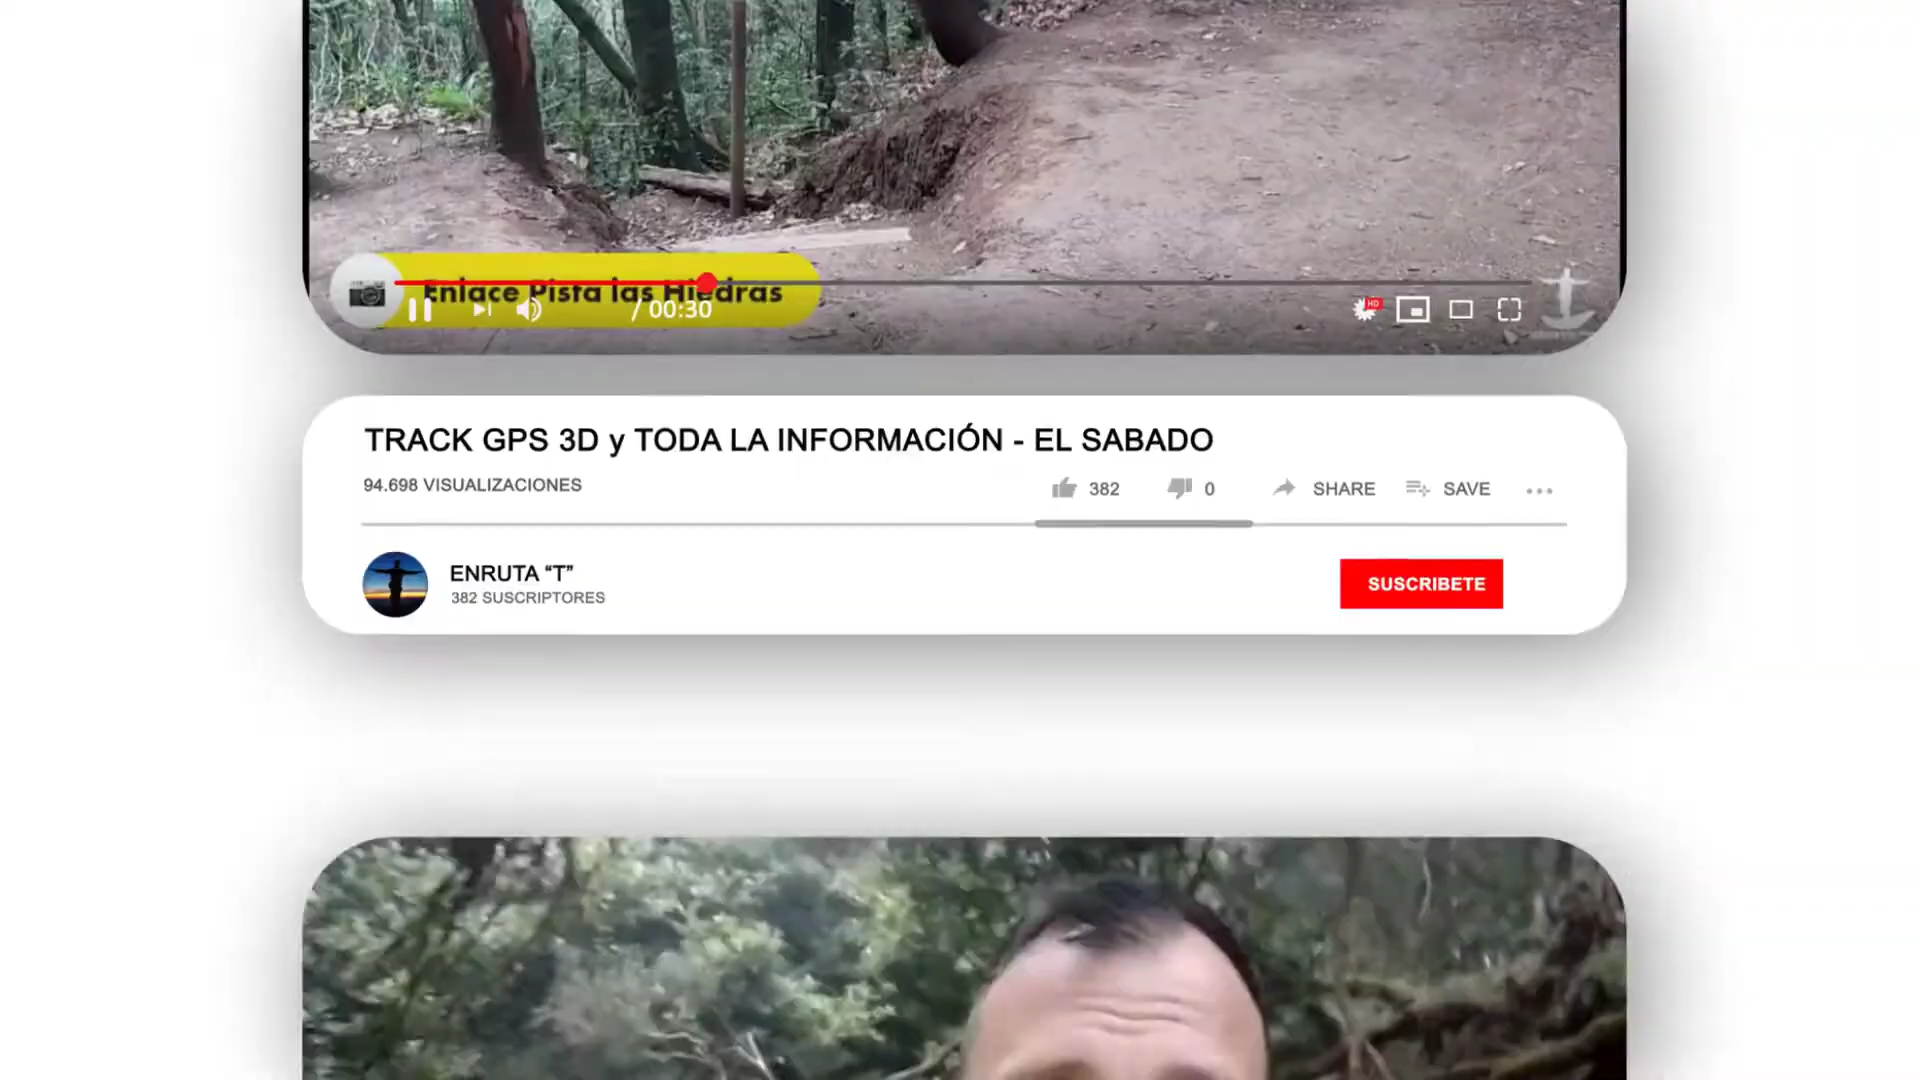 Enlace Pista las Hiedras
/ 00:30
HD
TRACK GPS 3D y TODA LA INFORMACIÓN - EL SABADO
94.698 VISUALIZACIONES
382
0
SHARE
SAVE
ENRUTA “T”
382 SUSCRIPTORES
SUSCRIBETE